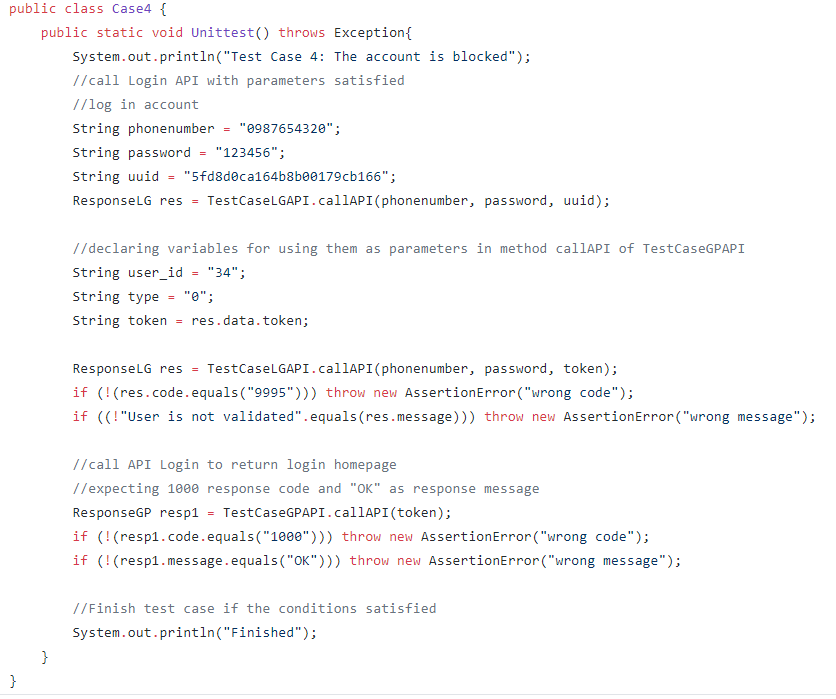 public class Case4 {
    public static void Unittest() throws Exception{
        System.out.println("Test Case 4: The account is blocked");
        //call Login API with parameters satisfied
        //log in account
        String phonenumber = "0987654320";
        String password = "123456";
        String uuid = "5fd8d0ca164b8b00179cb166";
        ResponseLG res = TestCaseLGAPI.callAPI(phonenumber, password, uuid);

        //declaring variables for using them as parameters in method callAPI of TestCaseGPAPI
        String user_id = "34";
        String type = "0";
        String token = res.data.token;

        ResponseLG res = TestCaseLGAPI.callAPI(phonenumber, password, token);
        if (!(res.code.equals("9995"))) throw new AssertionError("wrong code");
        if ((!"User is not validated".equals(res.message))) throw new AssertionError("wrong message");

        //call API Login to return login homepage
        //expecting 1000 response code and "OK" as response message
        ResponseGP resp1 = TestCaseGPAPI.callAPI(token);
        if (!(resp1.code.equals("1000"))) throw new AssertionError("wrong code");
        if (!(resp1.message.equals("OK"))) throw new AssertionError("wrong message");

        //Finish test case if the conditions satisfied
        System.out.println("Finished");
    }
}